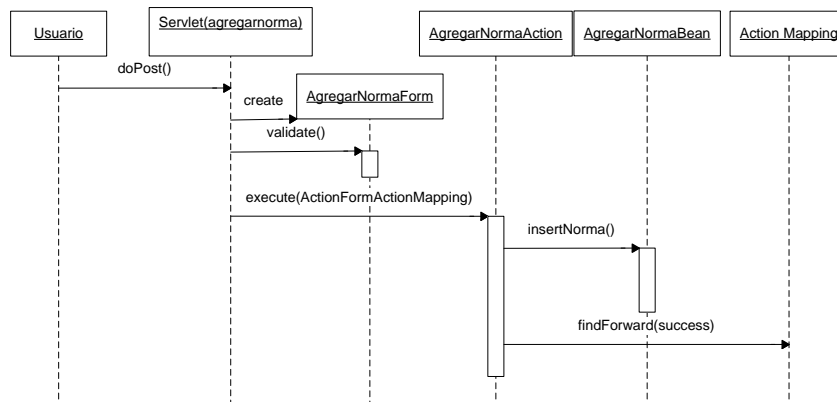 Usuario
Servlet(agregarnorma)
AgregarNormaAction
AgregarNormaBean
Action Mapping
doPost()
AgregarNormaForm
create
validate()
execute(ActionFormActionMapping)
insertNorma()
findForward(success)